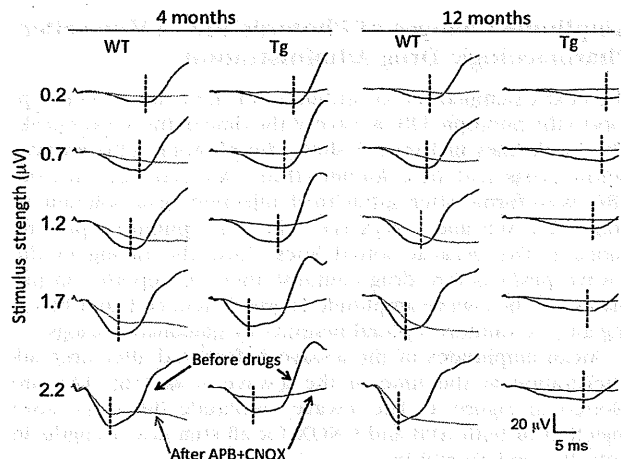 4 months 12 months
WT Tg WT Tg
0.2
0.7
1.2
1.7
2.2
Stimulus strength (µV)
Before drugs
After APB+CNQX
20 µV
5 ms